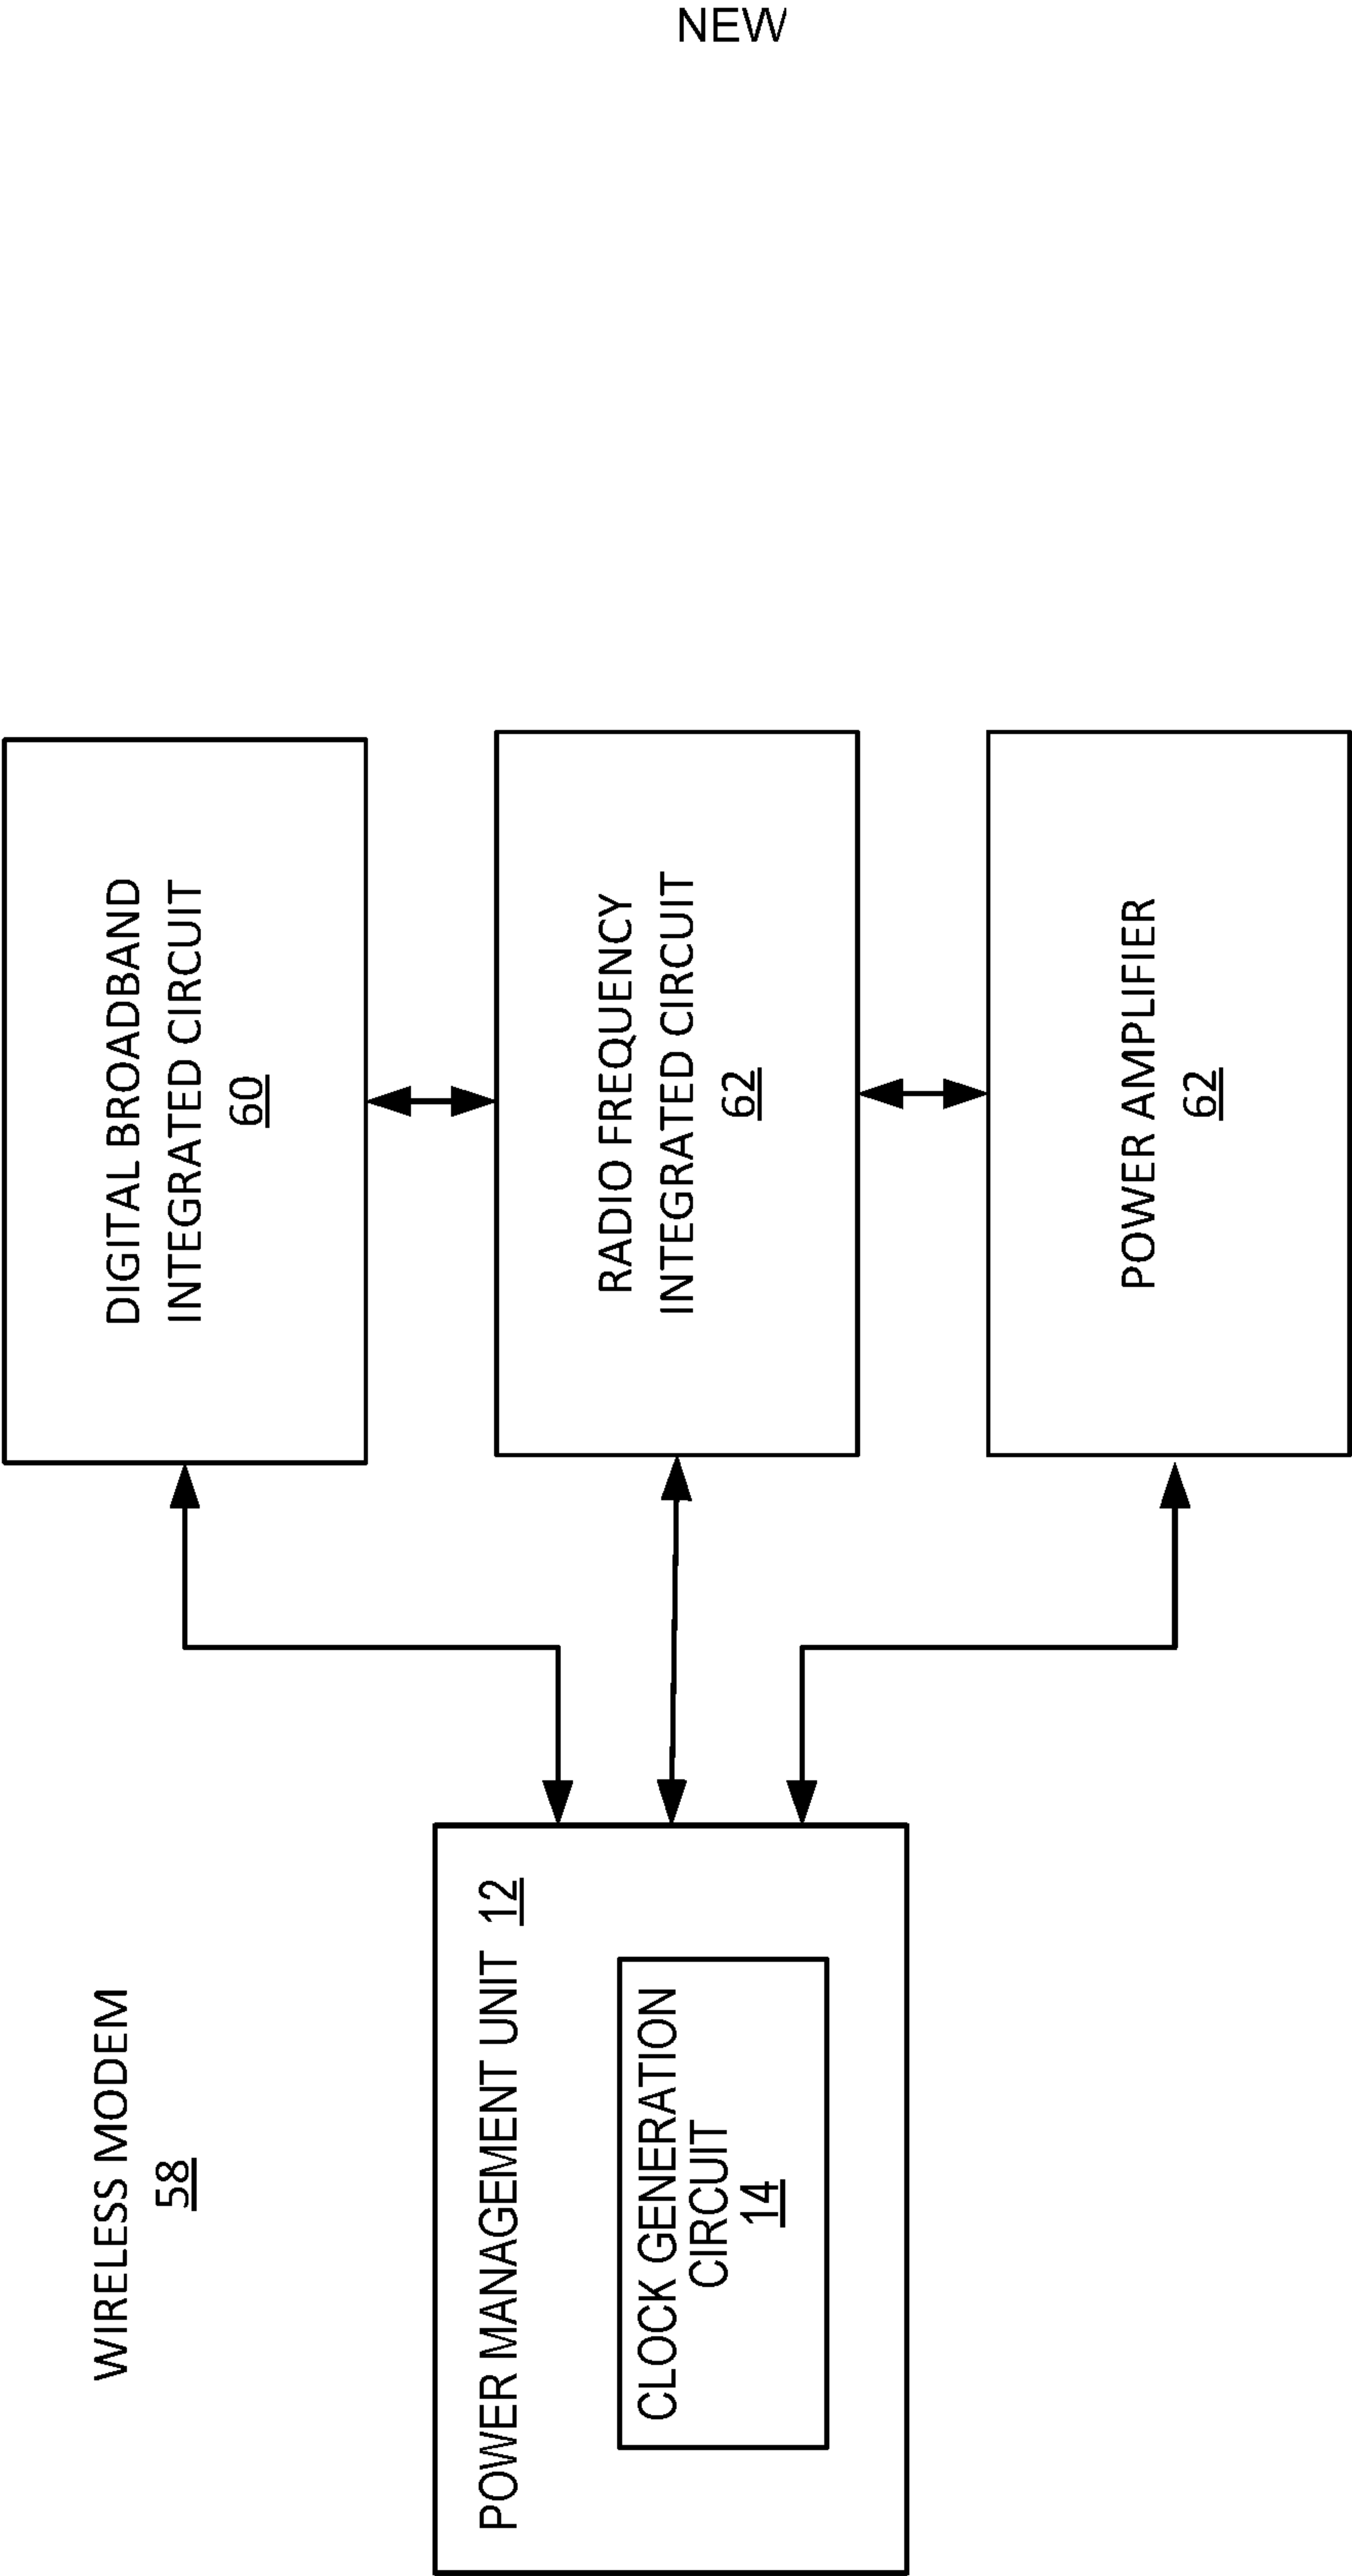 NEW
WIRELESS MODEM
58
POWER MANAGEMENT UNIT 12
CLOCK GENERATION
CIRCUIT
14
DIGITAL BROADBAND
INTEGRATED CIRCUIT
60
RADIO FREQUENCY
INTEGRATED CIRCUIT
62
POWER AMPLIFIER
62